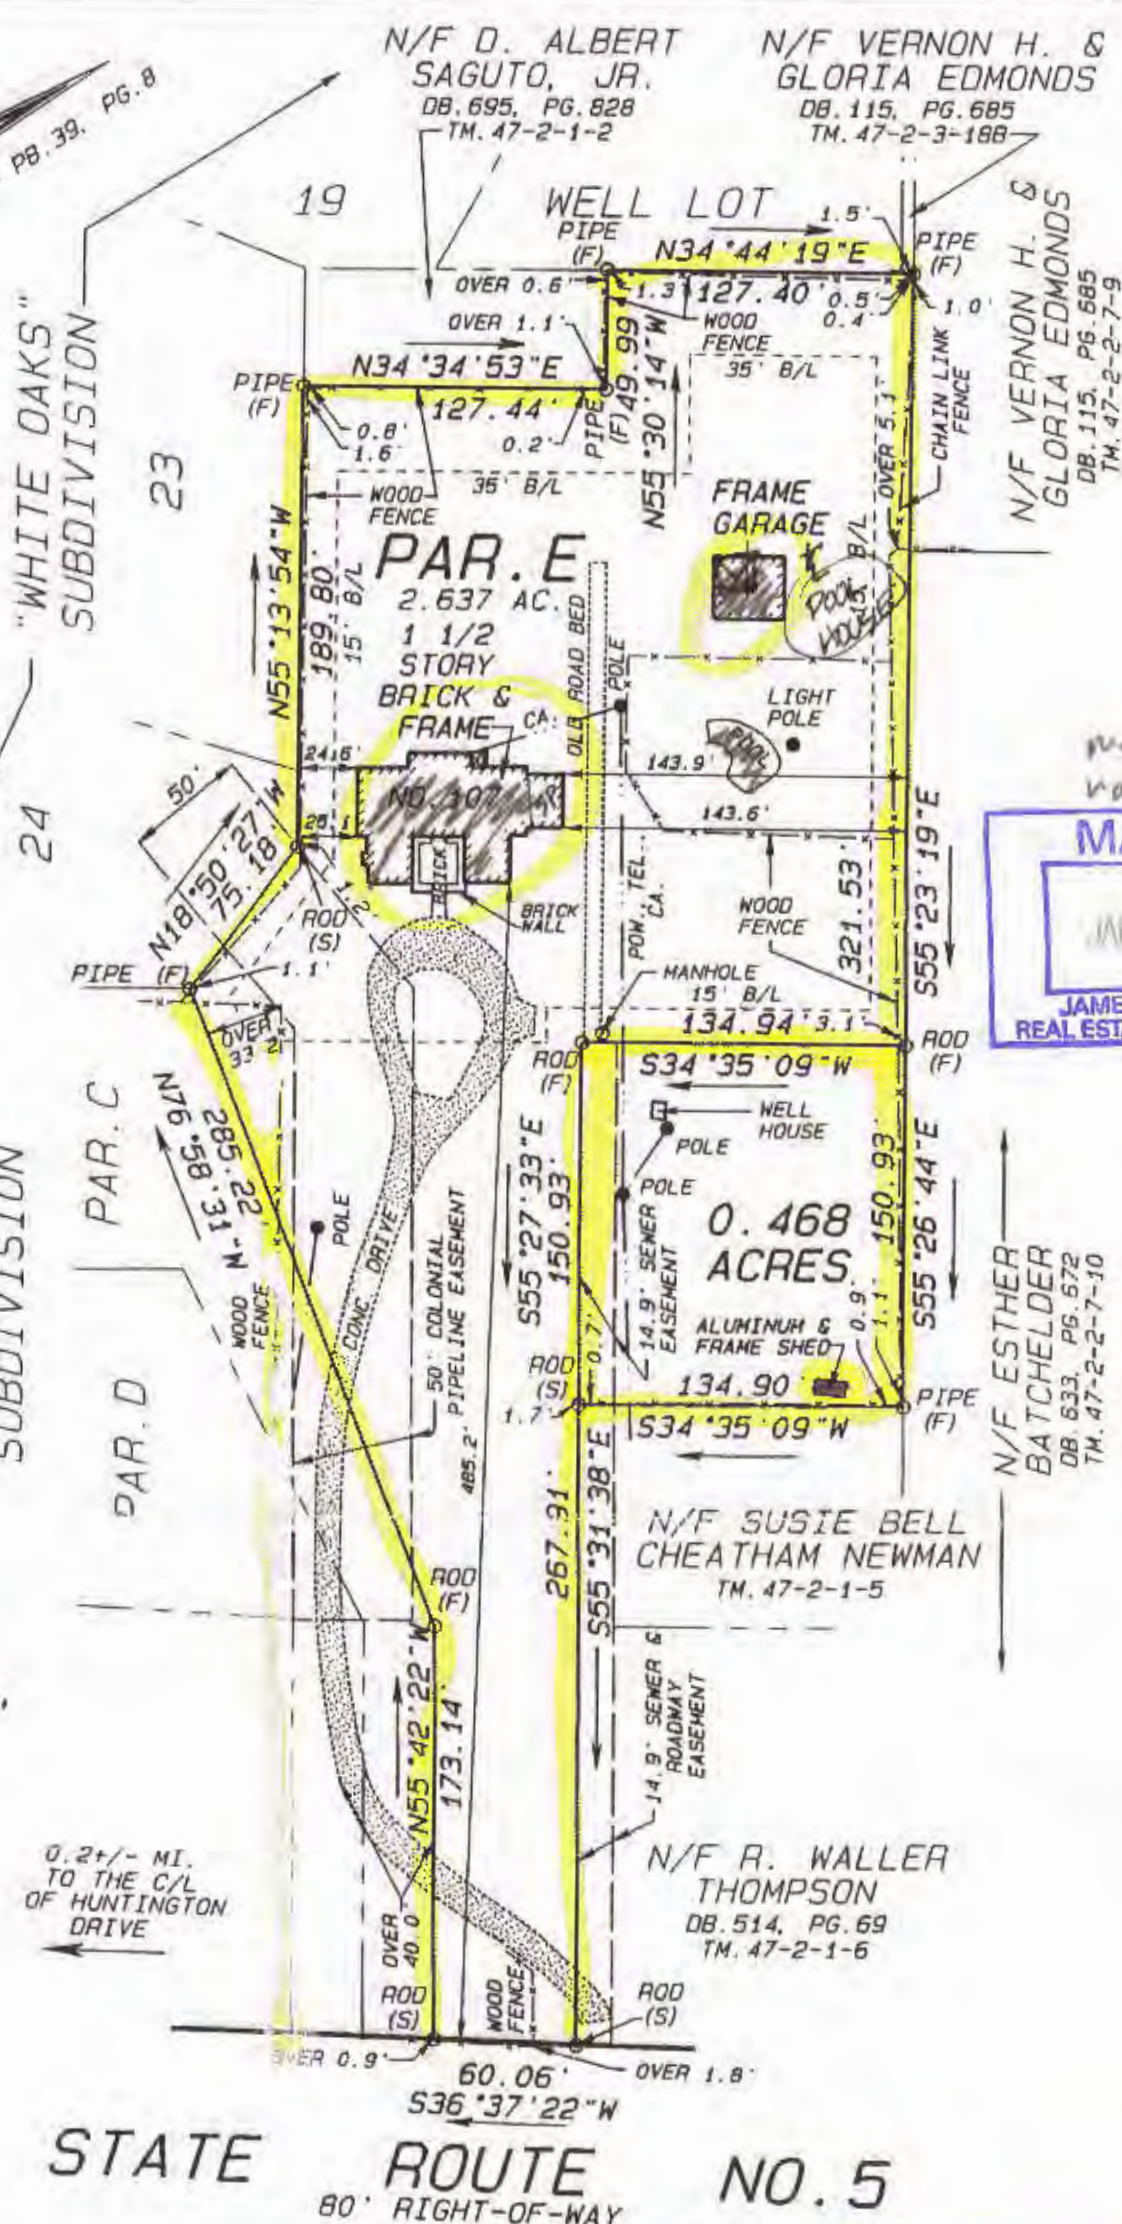 N/F D. ALBERT
SAGUTO, JR.
DB.695, PG.828
TM. 47-2-1-2
N/F VERNON H. &
GLORIA EDMONDS
DB.115, PG.685
TM. 47-2-3-18B
PB.39, PG.8
19
WELL LOT
1.5'
PIPE
(F)
N34°44'19"E
PIPE
(F)
OVER 0.6'
1.3'
127.40'
0.5'
0.4'
1.0'
N/F VERNON H. &
GLORIA EDMONDS
DB.115, PG.685
TM. 47-2-2-7-9
"WHITE OAKS"
SUBDIVISION
23
24
OVER 1.1'
WOOD
FENCE
49.99'
N55°30'14"W
35' B/L
N34°34'53"E
127.44'
PIPE
(F)
0.8'
1.6'
0.2'
PIPE
(F)
CHAIN LINK
FENCE
OVER 5.1
WOOD
FENCE
35' B/L
FRAME
GARAGE
&
POOL
HOUSE
15' B/L
PAR.E
2.637 AC.
1 1/2
STORY
BRICK &
FRAME
N55°13'54"W
189.80'
15' B/L
OLD ROAD BED
POLE
CA.
LIGHT
POLE
POOL
24.6'
143.9'
NO. 107
143.6'
50'
N18°50'27"W
75.18'
BRICK
BRICK
WALL
ROD
(S)
POW., TEL.,
CA.
WOOD
FENCE
321.53'
S55°23'19"E
PIPE (F)
1.1'
OVER
33.2'
MANHOLE
15' B/L
134.94'
3.1'
ROD
(F)
S34°35'09"W
ROD
(F)
JAME
REAL EST
SUBDIVISION
PAR.C
PAR.D
N76°58'31"W
285.22'
WOOD
FENCE
POLE
CONC. DRIVE
50' COLONIAL
PIPELINE EASEMENT
485.2'
S55°27'33"E
150.93'
WELL
HOUSE
POLE
POLE
0.468
ACRES
14.9' SEWER
EASEMENT
ALUMINUM &
FRAME SHED
0.9'
1.1'
150.93'
S55°26'44"E
N/F ESTHER
BATCHELDER
DB.633, PG.672
TM. 47-2-2-7-10
ROD
(S)
0.7'
1.7'
134.90'
PIPE
(F)
S34°35'09"W
N/F SUSIE BELL
CHEATHAM NEWMAN
TM. 47-2-1-5
267.91'
S55°31'38"E
ROD
(F)
N55°42'22"W
173.14'
14.9' SEWER &
ROADWAY
EASEMENT
N/F R. WALLER
THOMPSON
DB.514, PG.69
TM. 47-2-1-6
0.2+/- MI.
TO THE C/L
OF HUNTINGTON
DRIVE
OVER
40.0'
ROD
(S)
WOOD
FENCE
ROD
(S)
OVER 0.9'
OVER 1.8'
60.06'
S36°37'22"W
STATE ROUTE NO.5
80' RIGHT-OF-WAY